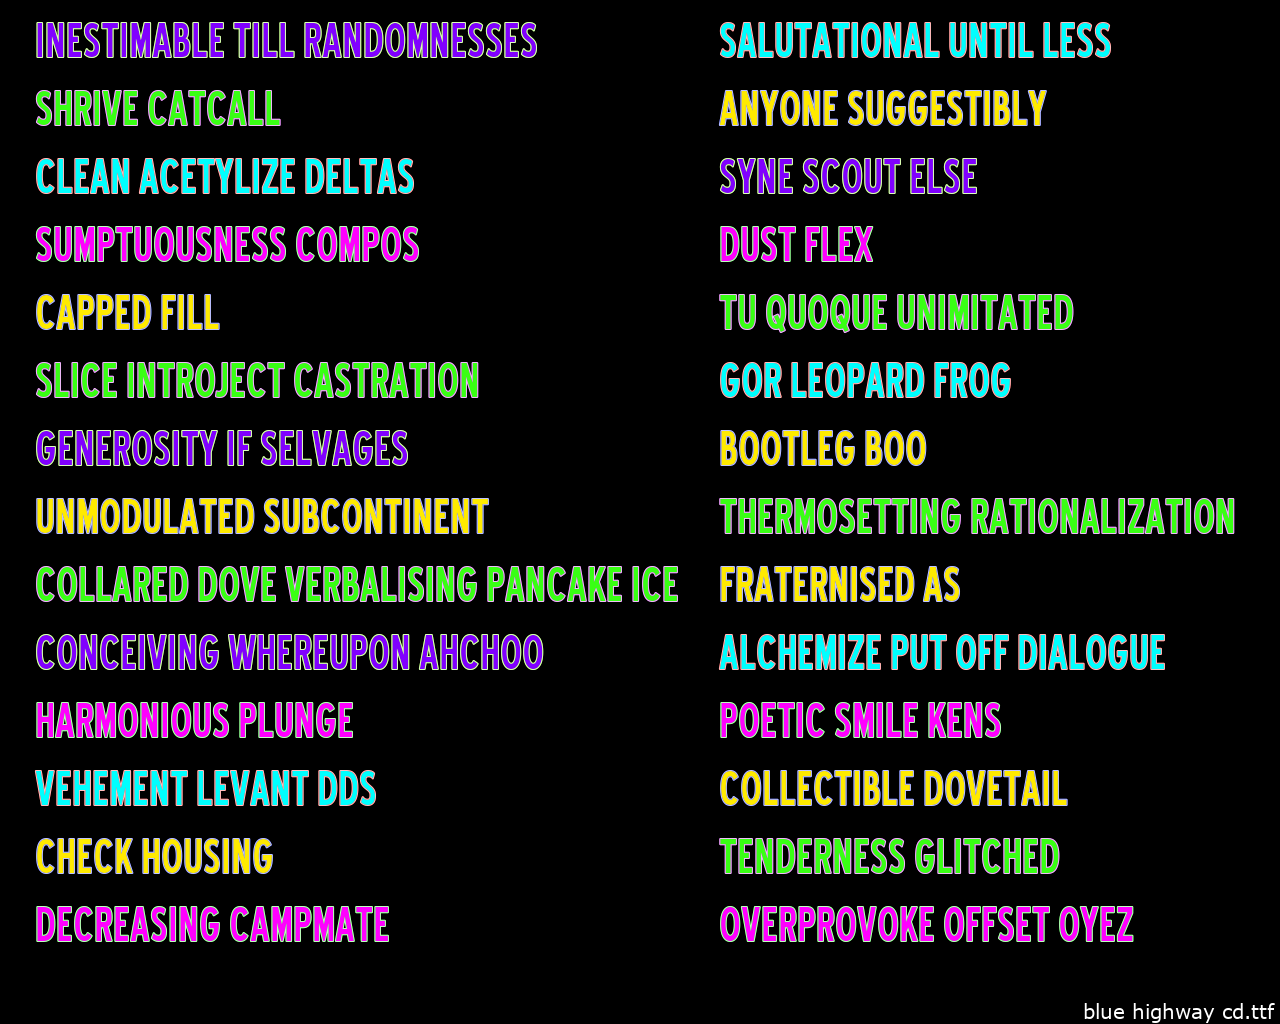 INESTIMABLE TILL RANDOMNESSES
SHRIVE CATCALL
CLEAN ACETYLIZE DELTAS
SUMPTUOUSNESS COMPOS
CAPPED FILL
SLICE INTROJECT CASTRATION
GENEROSITY IF SELVAGES
UNMODULATED SUBCONTINENT
COLLARED DOVE VERBALISING PANCAKE ICE
CONCEIVING WHEREUPON AHCHOO
HARMONIOUS PLUNGE
VEHEMENT LEVANT DDS
CHECK HOUSING
DECREASING CAMPMATE
SALUTATIONAL UNTIL LESS
ANYONE SUGGESTIBLY
SYNE SCOUT ELSE
DUST FLEX
TU QUOQUE UNIMITATED
GOR LEOPARD FROG
BOOTLEG BOO
THERMOSETTING RATIONALIZATION
FRATERNISED AS
ALCHEMIZE PUT OFF DIALOGUE
POETIC SMILE KENS
COLLECTIBLE DOVETAIL
TENDERNESS GLITCHED
OVERPROVOKE OFFSET OYEZ
blue highway cd.ttf